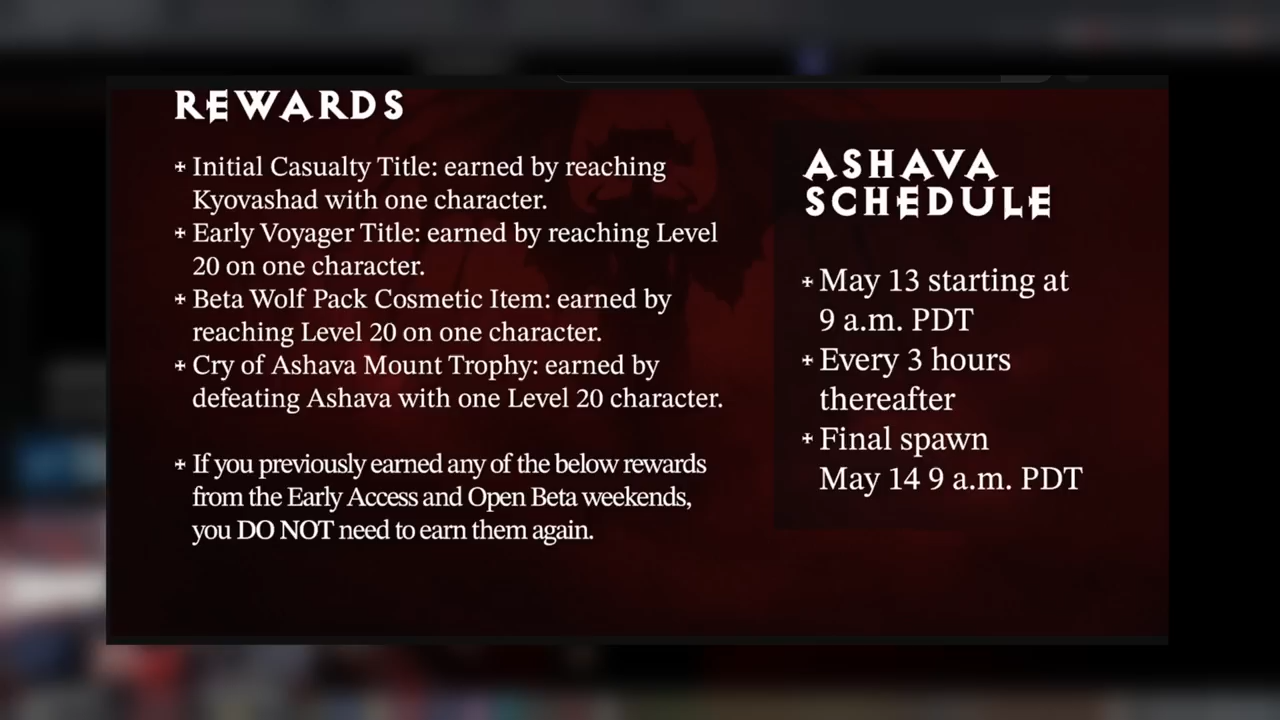 REWARDS
Initial Casualty Title: earned by reaching
Kyovashad with one character.
Early Voyager Title: earned by reaching Level
20 on one character.
Beta Wolf Pack Cosmetic Item: earned by
reaching Level 20 on one character.
Cry of Ashava Mount Trophy: earned by
defeating Ashava with one Level 20 character.
If you previously earned any of the below rewards
from the Early Access and Open Beta weekends,
you DO NOT need to earn them again.
ASHAVA
SCHEDULE
May 13 starting at
9 a.m. PDT
Every 3 hours
thereafter
Final spawn
May 14 9 a.m. PDT